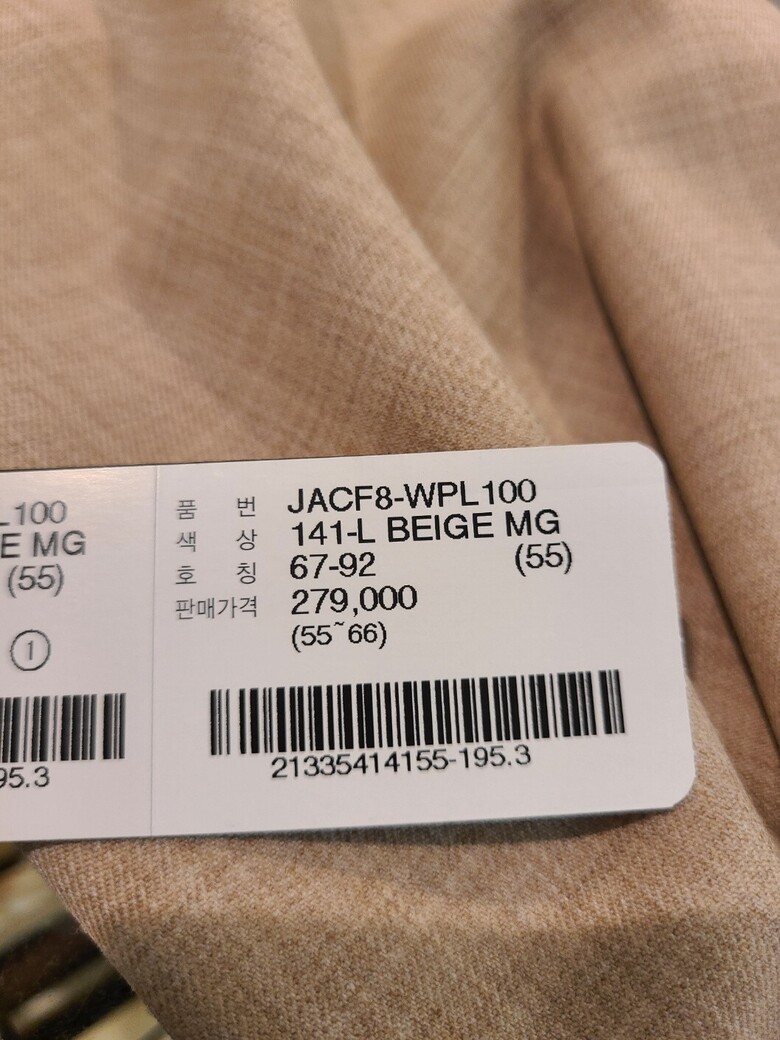 L100
E MG
(55)
1
95.3
품 번 JACF8-WPL100
색 상 141-L BEIGE MG
호 칭 67-92 (55)
판매가격 279,000
(55~66)
21335414155-195.3